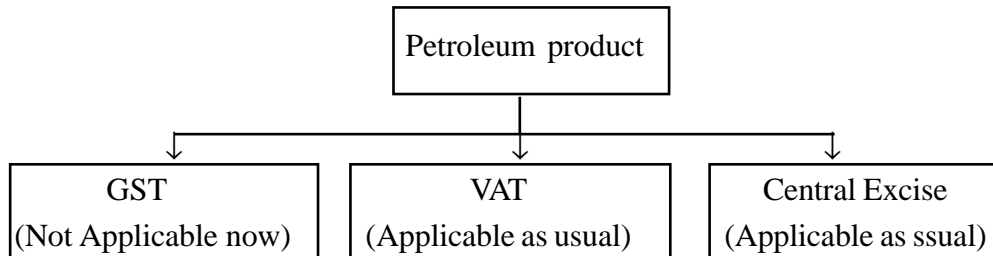 Petroleum product
GST
(Not Applicable now)
VAT
(Applicable as usual)
Central Excise
(Applicable as ssual)